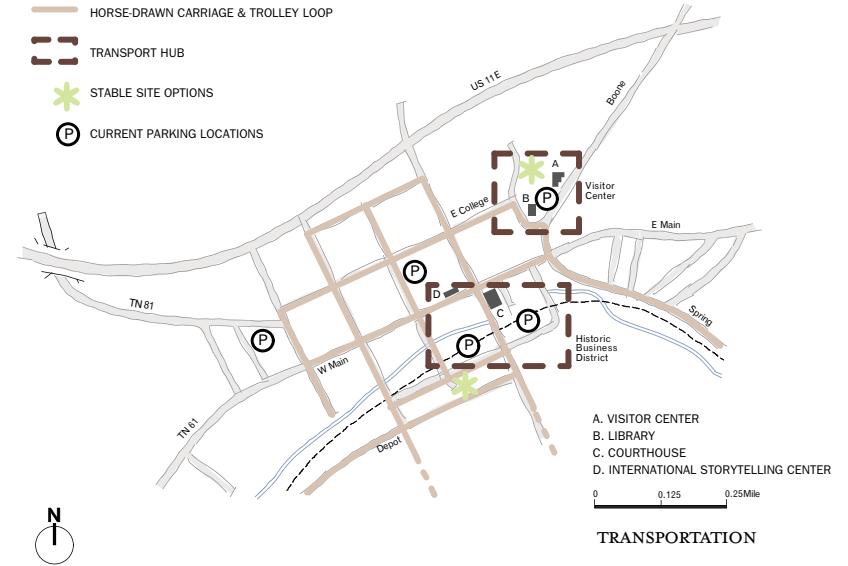 HORSE-DRAWN CARRIAGE & TROLLEY LOOP
TRANSPORT HUB
STABLE SITE OPTIONS
P CURRENT PARKING LOCATIONS
US 11E
Boone
A
B
P
Visitor
Center
E College
E Main
P
D
C
P
P
P
Spring
Historic
Business
District
TN 81
W Main
TN 61
Depot
A. VISITOR CENTER
B. LIBRARY
C. COURTHOUSE
D. INTERNATIONAL STORYTELLING CENTER
0 0.125 0.25Mile
N
TRANSPORTATION